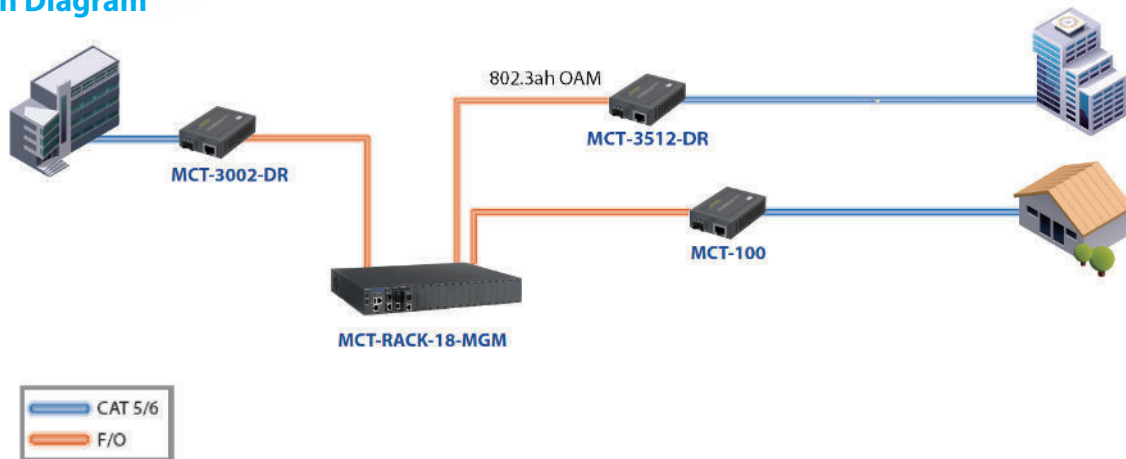 Diagram
802.3ah OAM
MCT-3512-DR
MCT-3002-DR
MCT-100
MCT-RACK-18-MGM
CAT 5/6
F/O